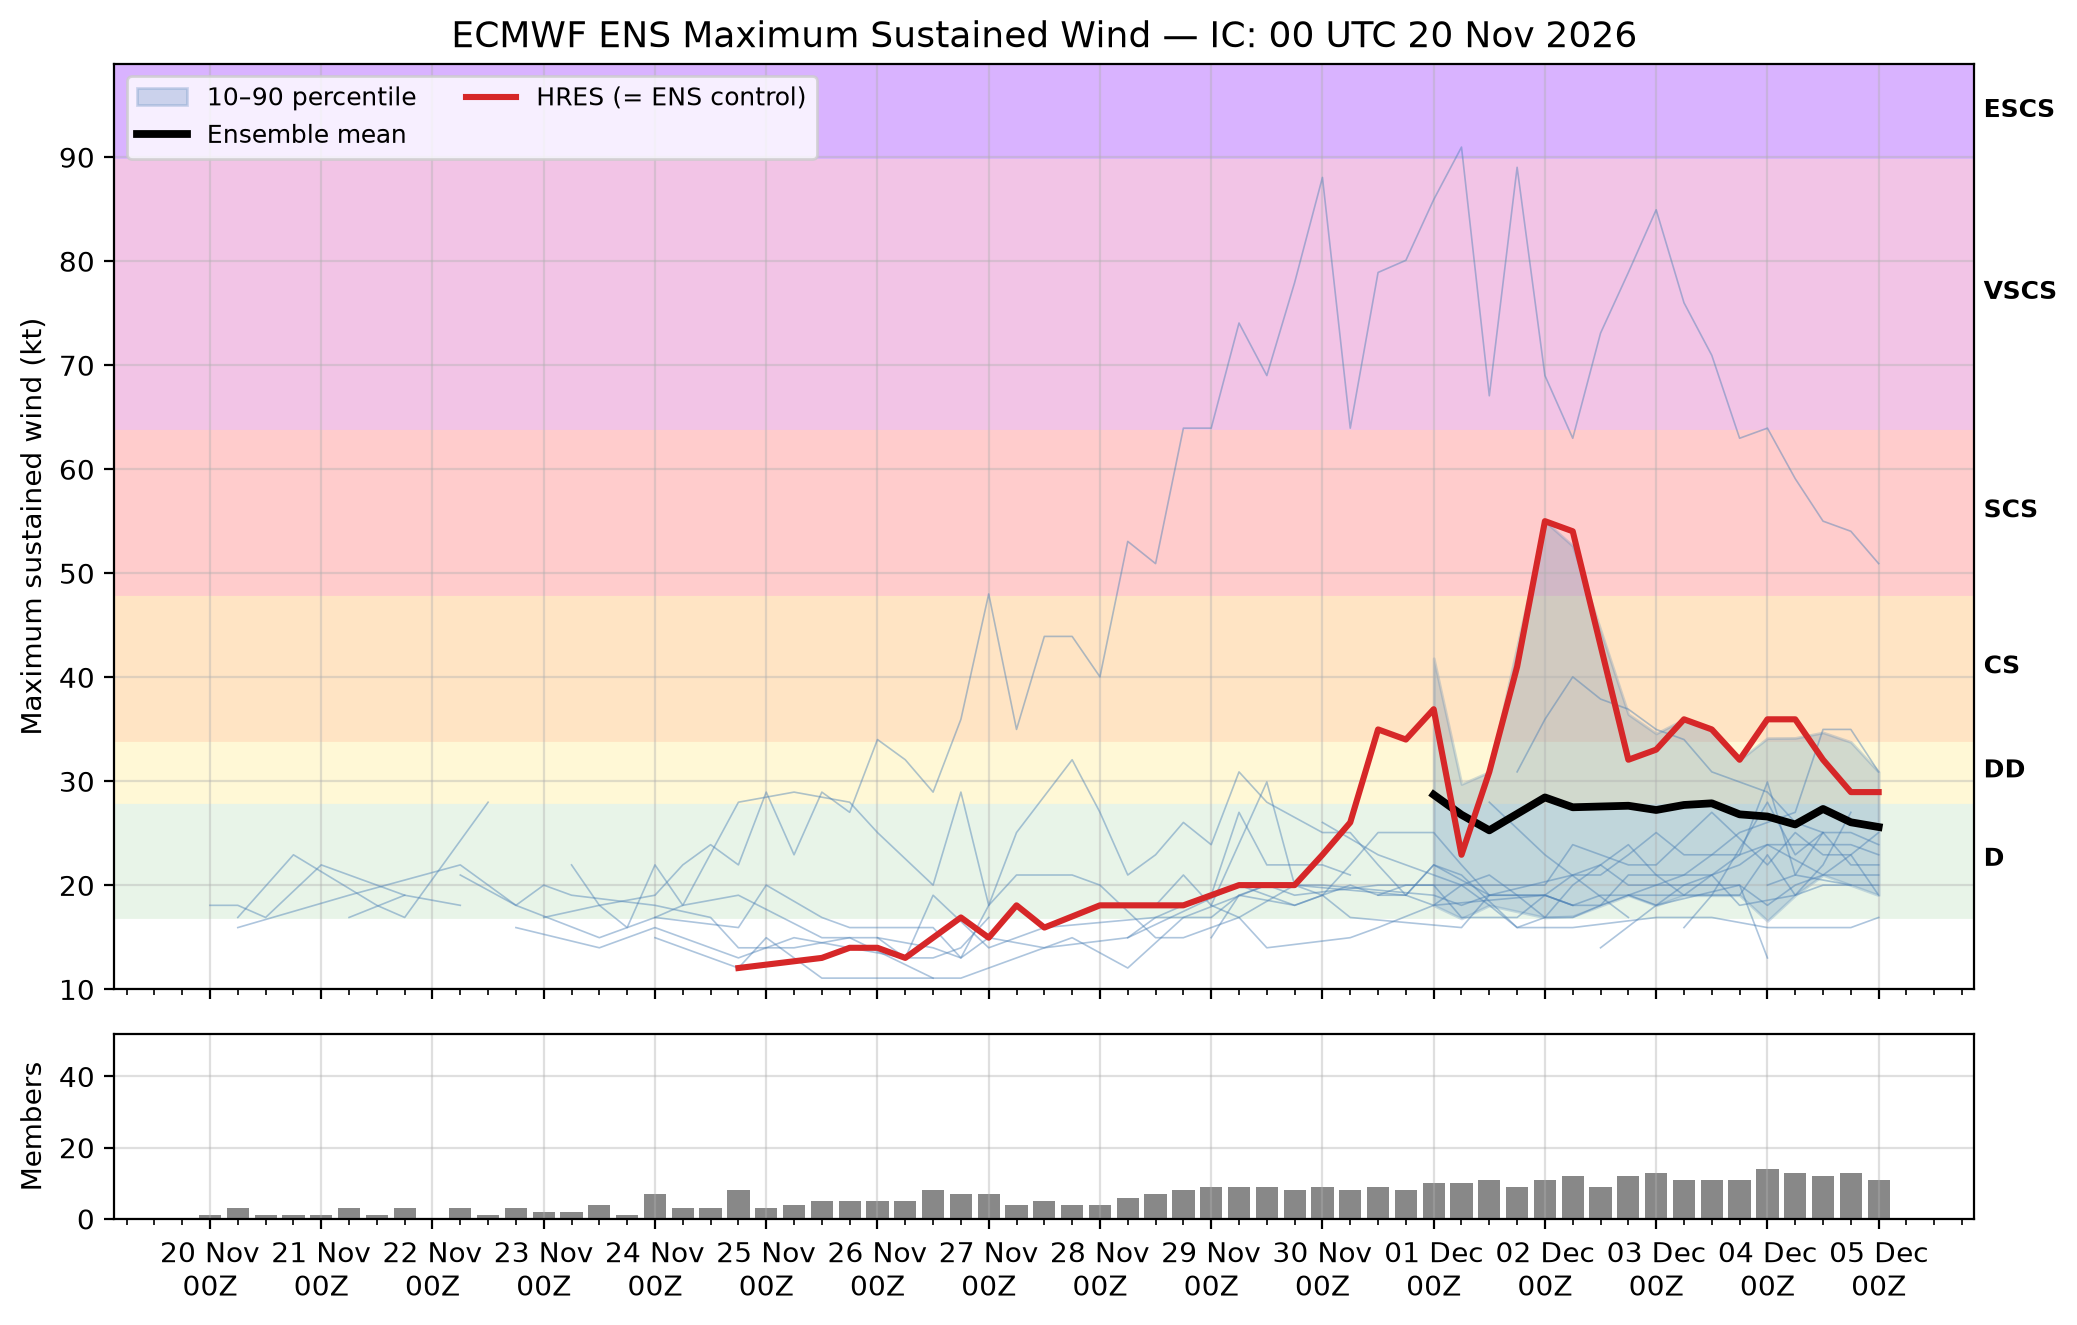 ECMWF ENS Maximum Sustained Wind — IC: 00 UTC 20 Nov 2026
10–90 percentile
Ensemble mean
HRES (= ENS control)
Maximum sustained wind (kt)
90
80
70
60
50
40
30
20
10
ESCS
VSCS
SCS
CS
DD
D
Members
40
20
0
20 Nov 21 Nov 22 Nov 23 Nov 24 Nov 25 Nov 26 Nov 27 Nov 28 Nov 29 Nov 30 Nov 01 Dec 02 Dec 03 Dec 04 Dec 05 Dec
00Z 00Z 00Z 00Z 00Z 00Z 00Z 00Z 00Z 00Z 00Z 00Z 00Z 00Z 00Z 00Z